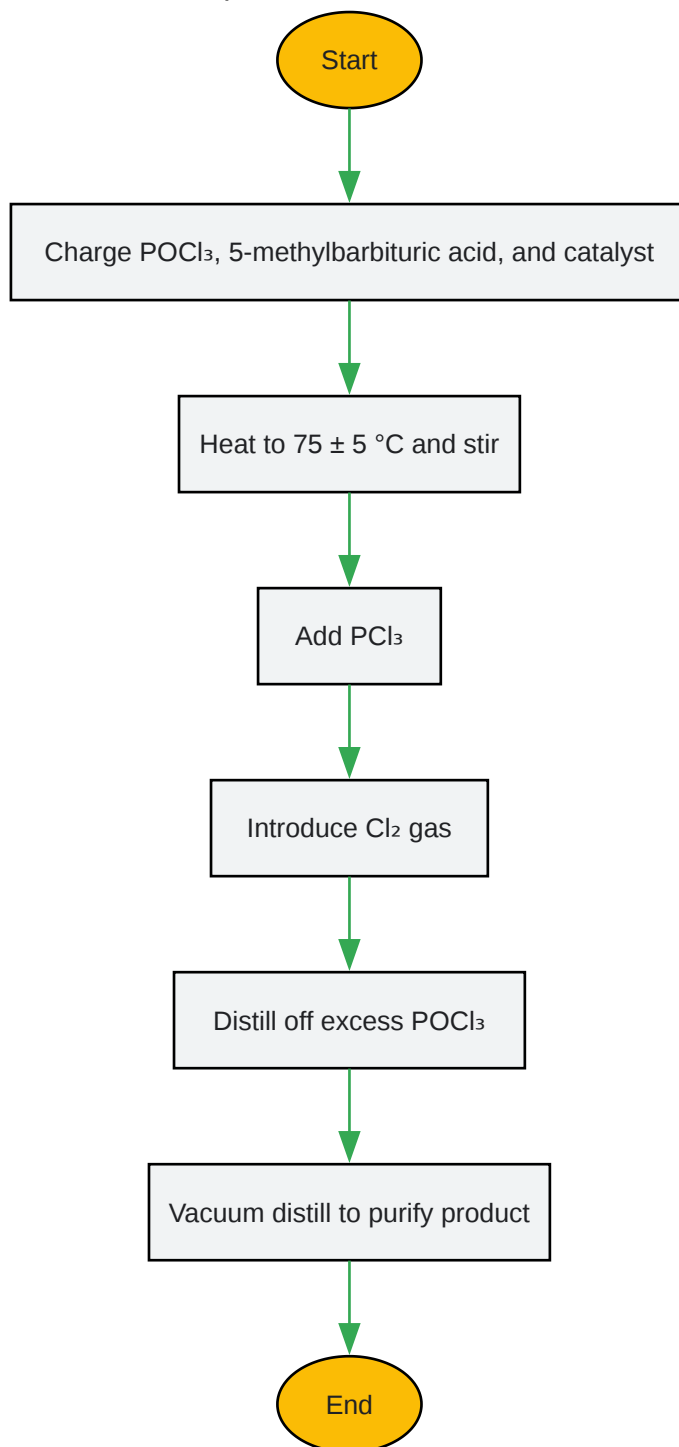 Start
Charge POCl₃, 5-methylbarbituric acid, and catalyst
Heat to 75 ± 5 °C and stir
Add PCl₃
Introduce Cl₂ gas
Distill off excess POCl₃
Vacuum distill to purify product
End